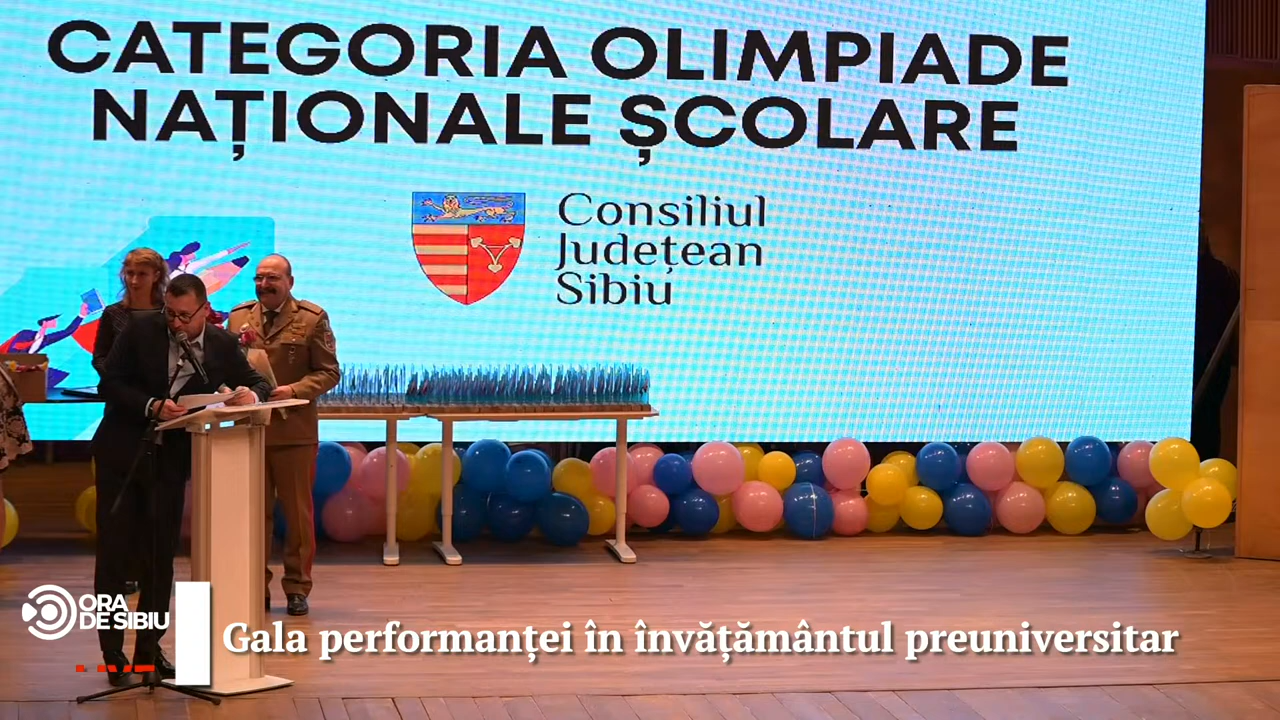 CATEGORIA OLIMPIADE
NAȚIONALE ȘCOLARE
Consiliul
Județean
Sibiu
ORA
DE SIBIU
Gala performanței în învățământul preuniversitar